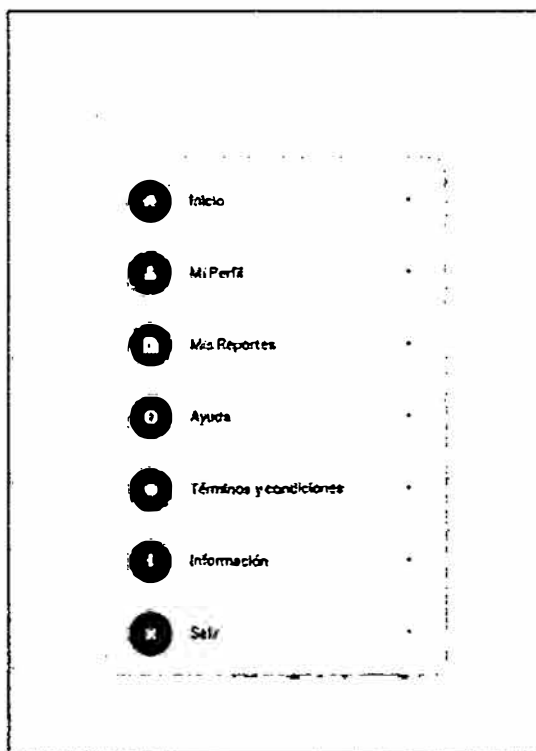 Inicio
Mi Perfil
Mis Reportes
Ayuda
Términos y condiciones
Información
Salir